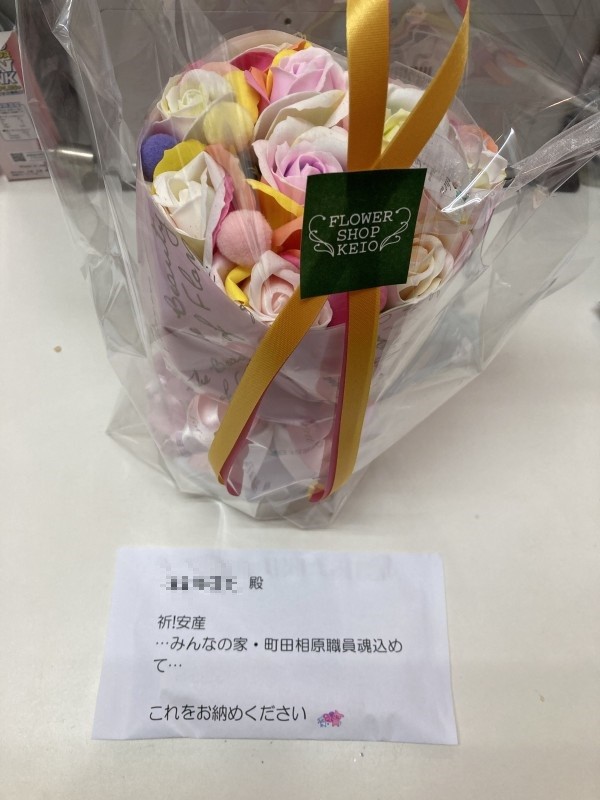 FLOWER
SHOP
KEIO
殿
祈!安産
…みんなの家・町田相原職員魂込め
て…
これをお納めください